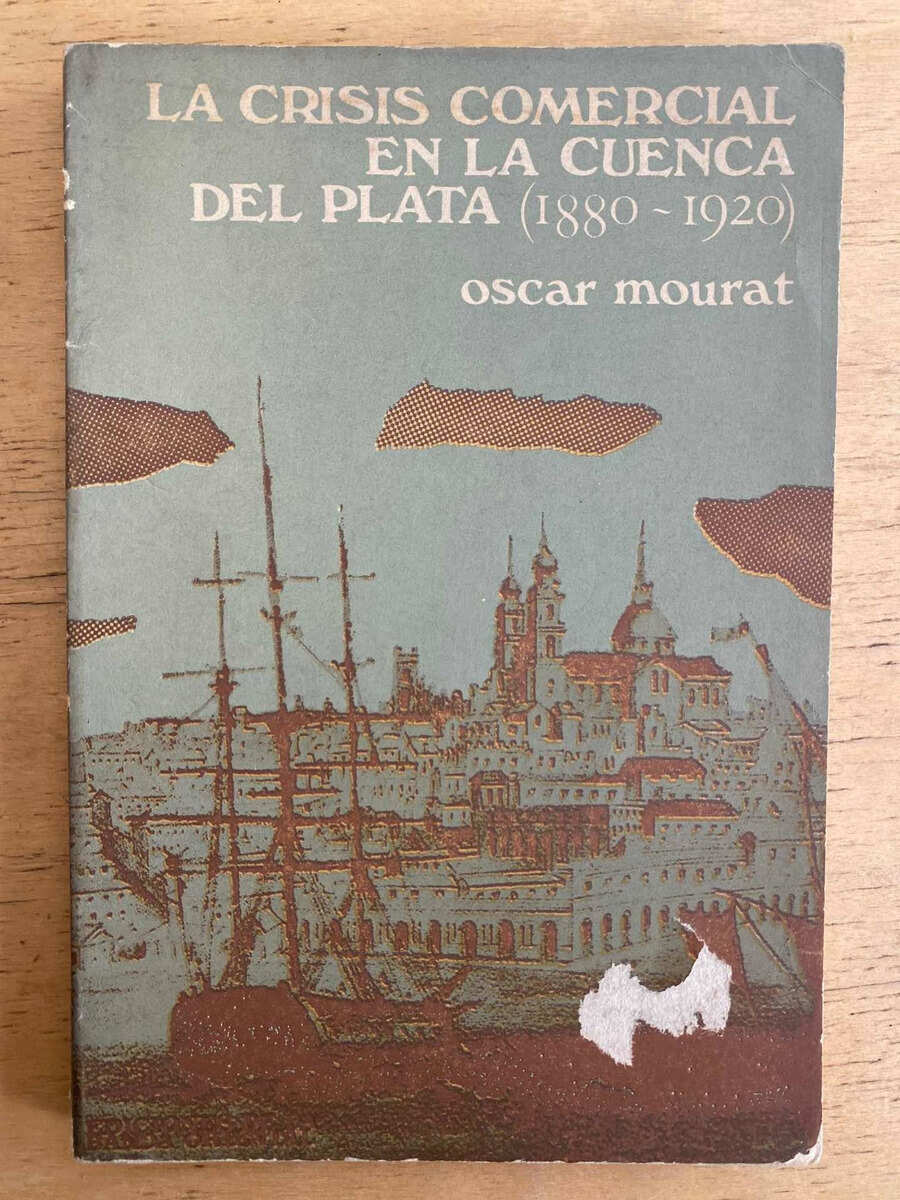 LA CRISIS COMERCIAL
EN LA CUENCA
DEL PLATA (1880 - 1920)
oscar mourat